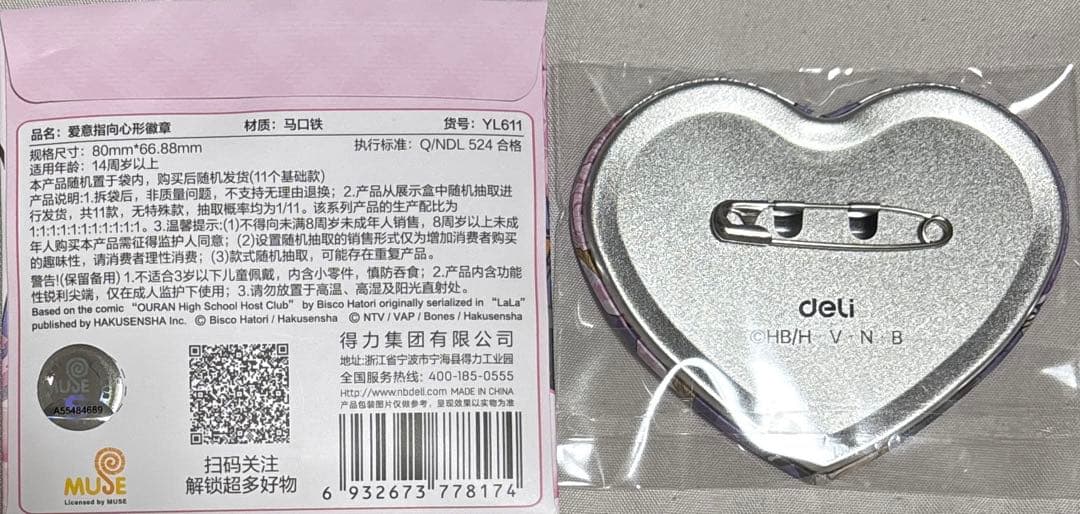 品名：爱意指向心形徽章 材质：马口铁 货号：YL611
规格尺寸：80mm*66.88mm 执行标准：Q/NDL 524 合格
适用年龄：14周岁以上
本产品随机置于袋内，购买后随机发货(11个基础款)
产品说明:1.拆袋后，非质量问题，不支持无理由退换；2.产品从展示盒中随机抽取进
行发货，共11款，无特殊款，抽取概率均为1/11。该系列产品的生产配比为
1:1:1:1:1:1:1:1:1:1:1。3.温馨提示:(1)不得向未满8周岁未成年人销售，8周岁以上未成
年人购买本产品需征得监护人同意；(2)设置随机抽取的销售形式仅为增加消费者购买
的趣味性，请消费者理性消费；(3)款式随机抽取，可能存在重复产品。
警告!(保留备用) 1.不适合3岁以下儿童佩戴，内含小零件，慎防吞食；2.产品内含功能
性锐利尖端，仅在成人监护下使用；3.请勿放置于高温、高湿及阳光直射处。
Based on the comic “OURAN High School Host Club” by Bisco Hatori originally serialized in “LaLa”
published by HAKUSENSHA Inc. © Bisco Hatori / Hakusensha © NTV / VAP / Bones / Hakusensha
MUSE
A55484689
MUSE
Licensed by MUSE
扫码关注
解锁超多好物
得力集团有限公司
地址:浙江省宁波市宁海县得力工业园
全国服务热线: 400-185-0555
Http://www.nbdeli.com MADE IN CHINA
产品包装图片仅做参考，呈现效果以实物为准
6 932673 778174
deli
©HB/H · V · N · B